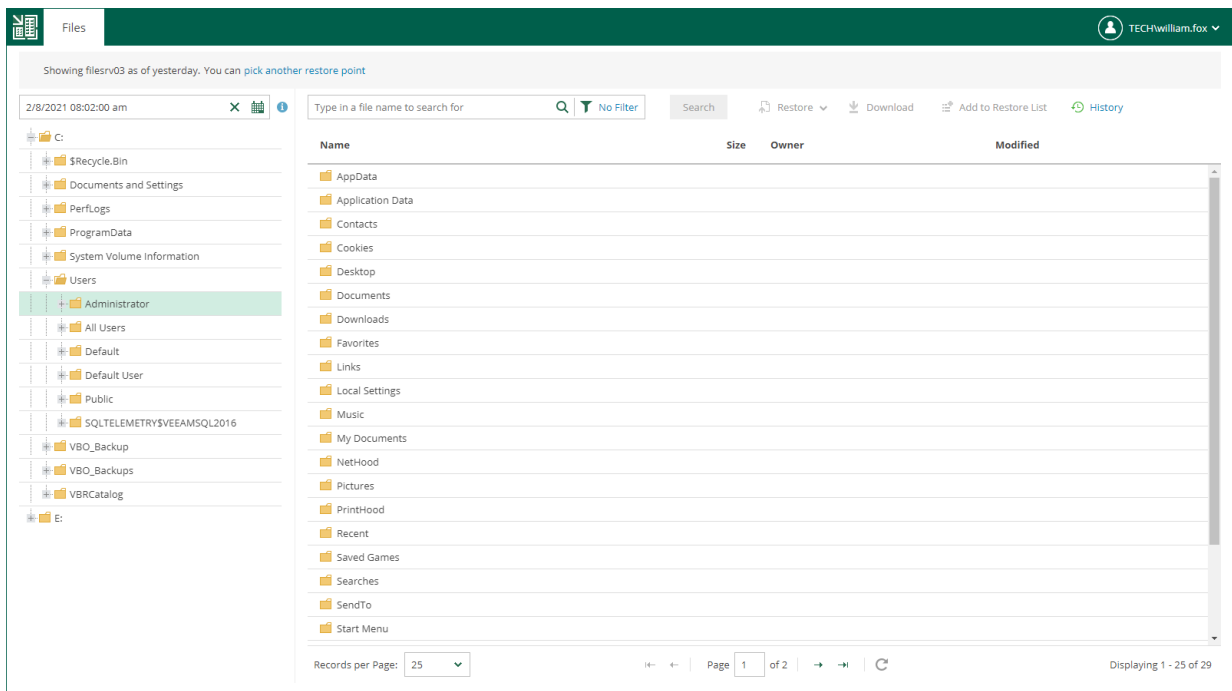 Files
TECH\william.fox
Showing filesrv03 as of yesterday. You can pick another restore point
2/8/2021 08:02:00 am
Type in a file name to search for
No Filter
Search
Restore
Download
Add to Restore List
History
C:
$Recycle.Bin
Documents and Settings
PerfLogs
ProgramData
System Volume Information
Users
Administrator
All Users
Default
Default User
Public
SQLTELEMETRY$VEEAMSQL2016
VBO_Backup
VBO_Backups
VBRCatalog
E:
Name Size Owner Modified
AppData
Application Data
Contacts
Cookies
Desktop
Documents
Downloads
Favorites
Links
Local Settings
Music
My Documents
NetHood
Pictures
PrintHood
Recent
Saved Games
Searches
SendTo
Start Menu
Records per Page: 25
Page 1 of 2
Displaying 1 - 25 of 29